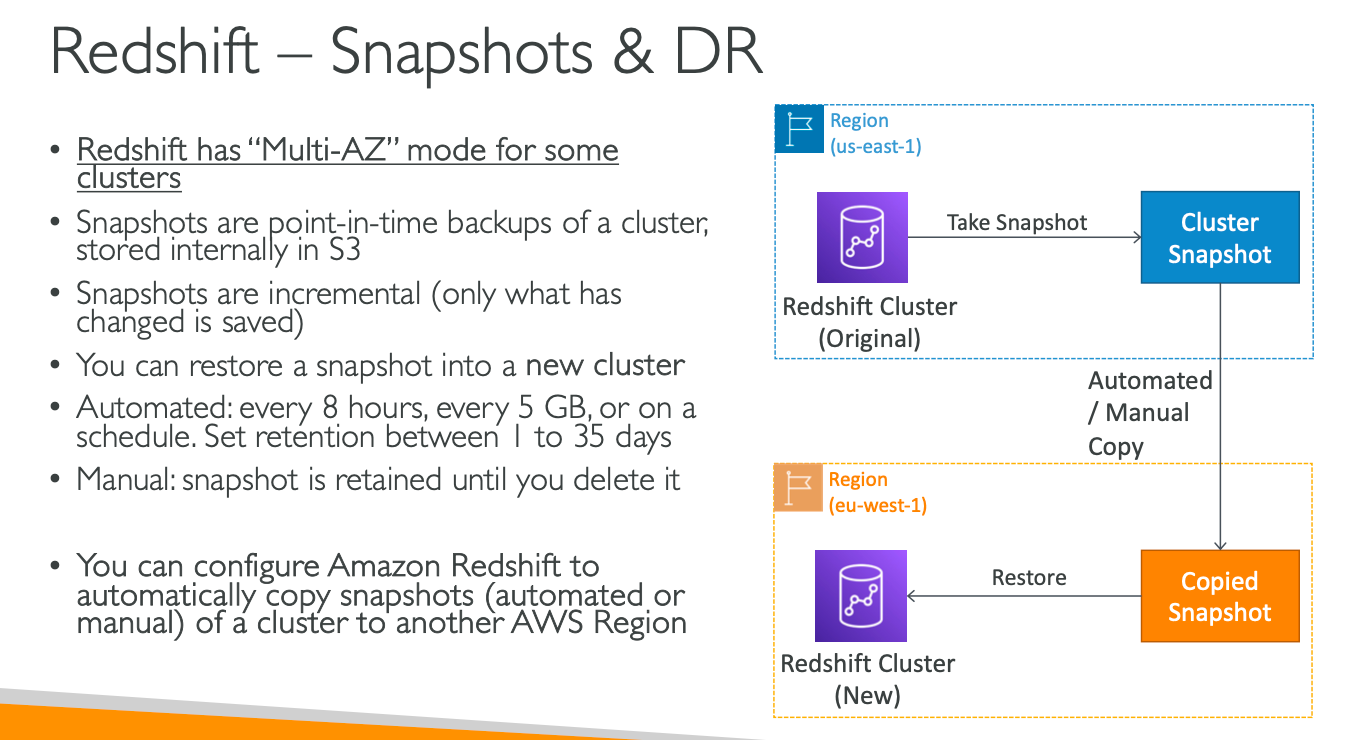 Redshift – Snapshots & DR
• Redshift has “Multi-AZ” mode for some
clusters
• Snapshots are point-in-time backups of a cluster,
stored internally in S3
• Snapshots are incremental (only what has
changed is saved)
• You can restore a snapshot into a new cluster
• Automated: every 8 hours, every 5 GB, or on a
schedule. Set retention between 1 to 35 days
• Manual: snapshot is retained until you delete it
• You can configure Amazon Redshift to
automatically copy snapshots (automated or
manual) of a cluster to another AWS Region
Region
(us-east-1)
Take Snapshot
Cluster
Snapshot
Redshift Cluster
(Original)
Automated
/ Manual
Copy
Region
(eu-west-1)
Restore
Copied
Snapshot
Redshift Cluster
(New)